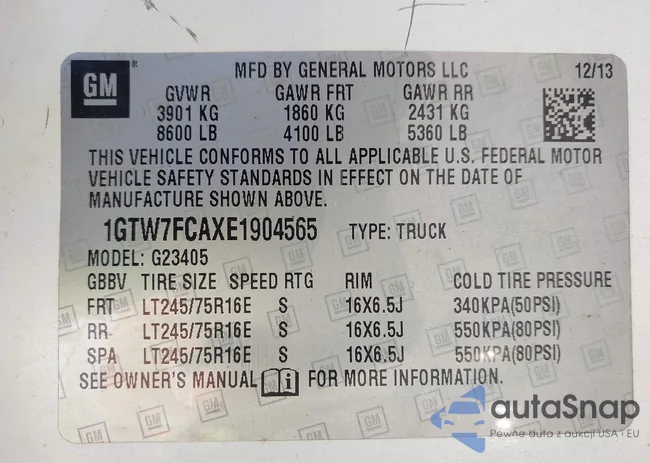 GM
MFD BY GENERAL MOTORS LLC 12/13
GVWR GAWR FRT GAWR RR
3901 KG 1860 KG 2431 KG
8600 LB 4100 LB 5360 LB
THIS VEHICLE CONFORMS TO ALL APPLICABLE U.S. FEDERAL MOTOR
VEHICLE SAFETY STANDARDS IN EFFECT ON THE DATE OF
MANUFACTURE SHOWN ABOVE.
1GTW7FCAXE1904565 TYPE: TRUCK
MODEL: G23405
GBBV TIRE SIZE SPEED RTG RIM COLD TIRE PRESSURE
FRT LT245/75R16E S 16X6.5J 340KPA(50PSI)
RR LT245/75R16E S 16X6.5J 550KPA(80PSI)
SPA LT245/75R16E S 16X6.5J 550KPA(80PSI)
SEE OWNER'S MANUAL i FOR MORE INFORMATION.
autaSnap
Pewne auta z aukcji USA i EU